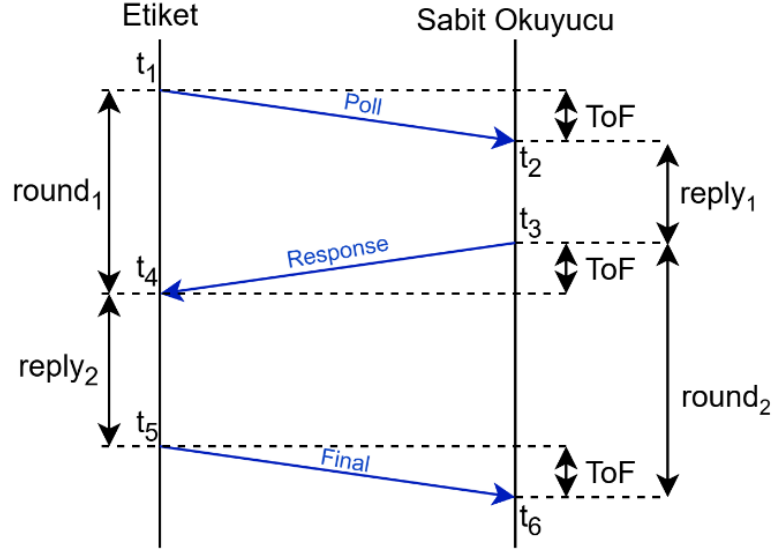 Etiket
Sabit Okuyucu
t1
Poll
ToF
t2
round1
reply1
t3
Response
t4
ToF
reply2
round2
t5
Final
ToF
t6